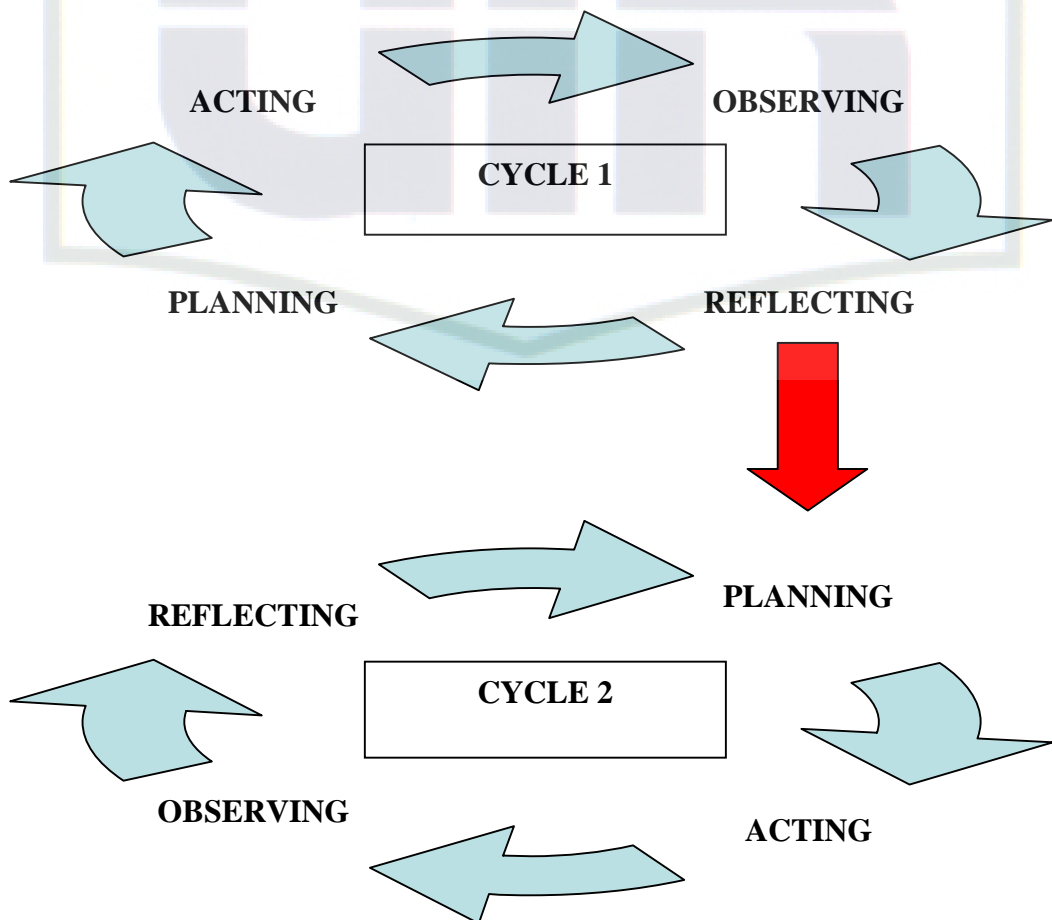 ACTING
OBSERVING
CYCLE 1
PLANNING
REFLECTING
REFLECTING
PLANNING
CYCLE 2
OBSERVING
ACTING